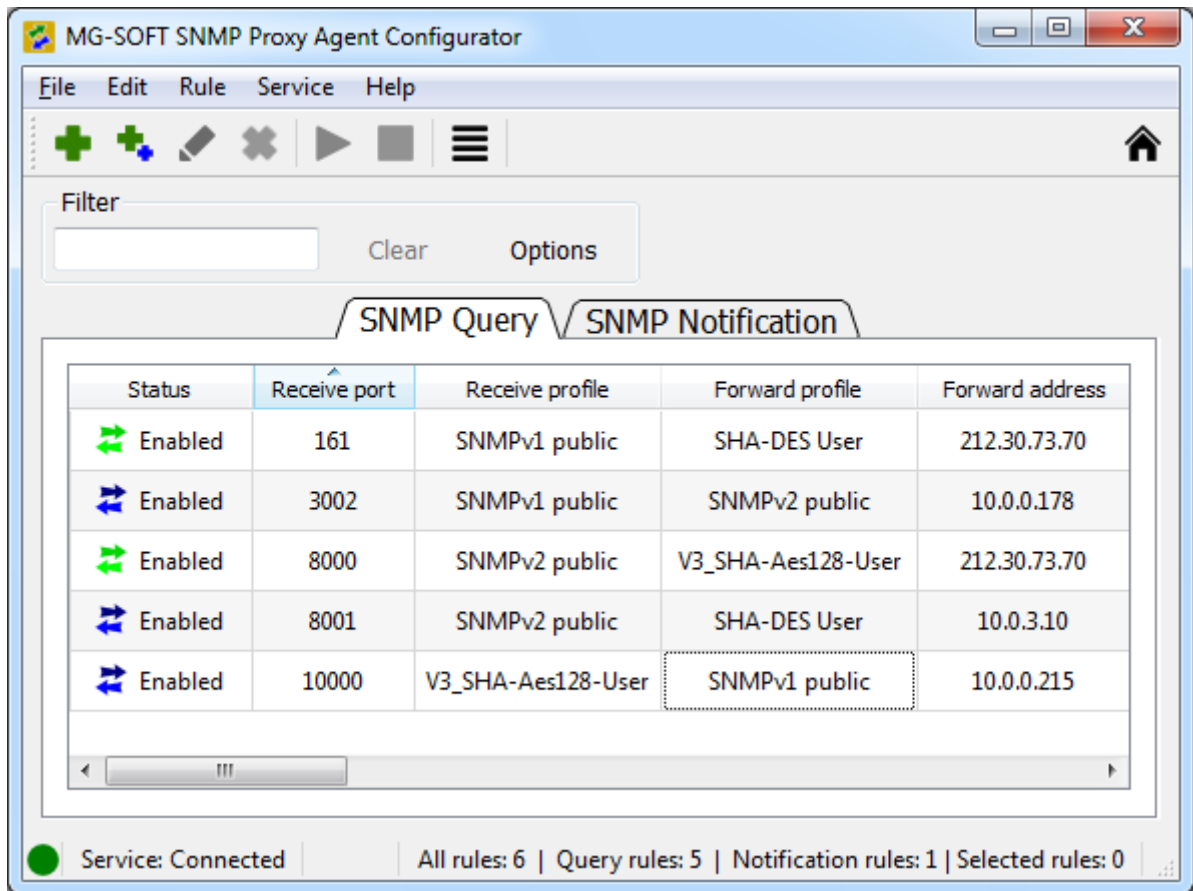 MG-SOFT SNMP Proxy Agent Configurator
File Edit Rule Service Help
Filter
Clear Options
SNMP Query SNMP Notification
Status Receive port Receive profile Forward profile Forward address
Enabled 161 SNMPv1 public SHA-DES User 212.30.73.70
Enabled 3002 SNMPv1 public SNMPv2 public 10.0.0.178
Enabled 8000 SNMPv2 public V3_SHA-Aes128-User 212.30.73.70
Enabled 8001 SNMPv2 public SHA-DES User 10.0.3.10
Enabled 10000 V3_SHA-Aes128-User SNMPv1 public 10.0.0.215
Service: Connected All rules: 6 | Query rules: 5 | Notification rules: 1 | Selected rules: 0